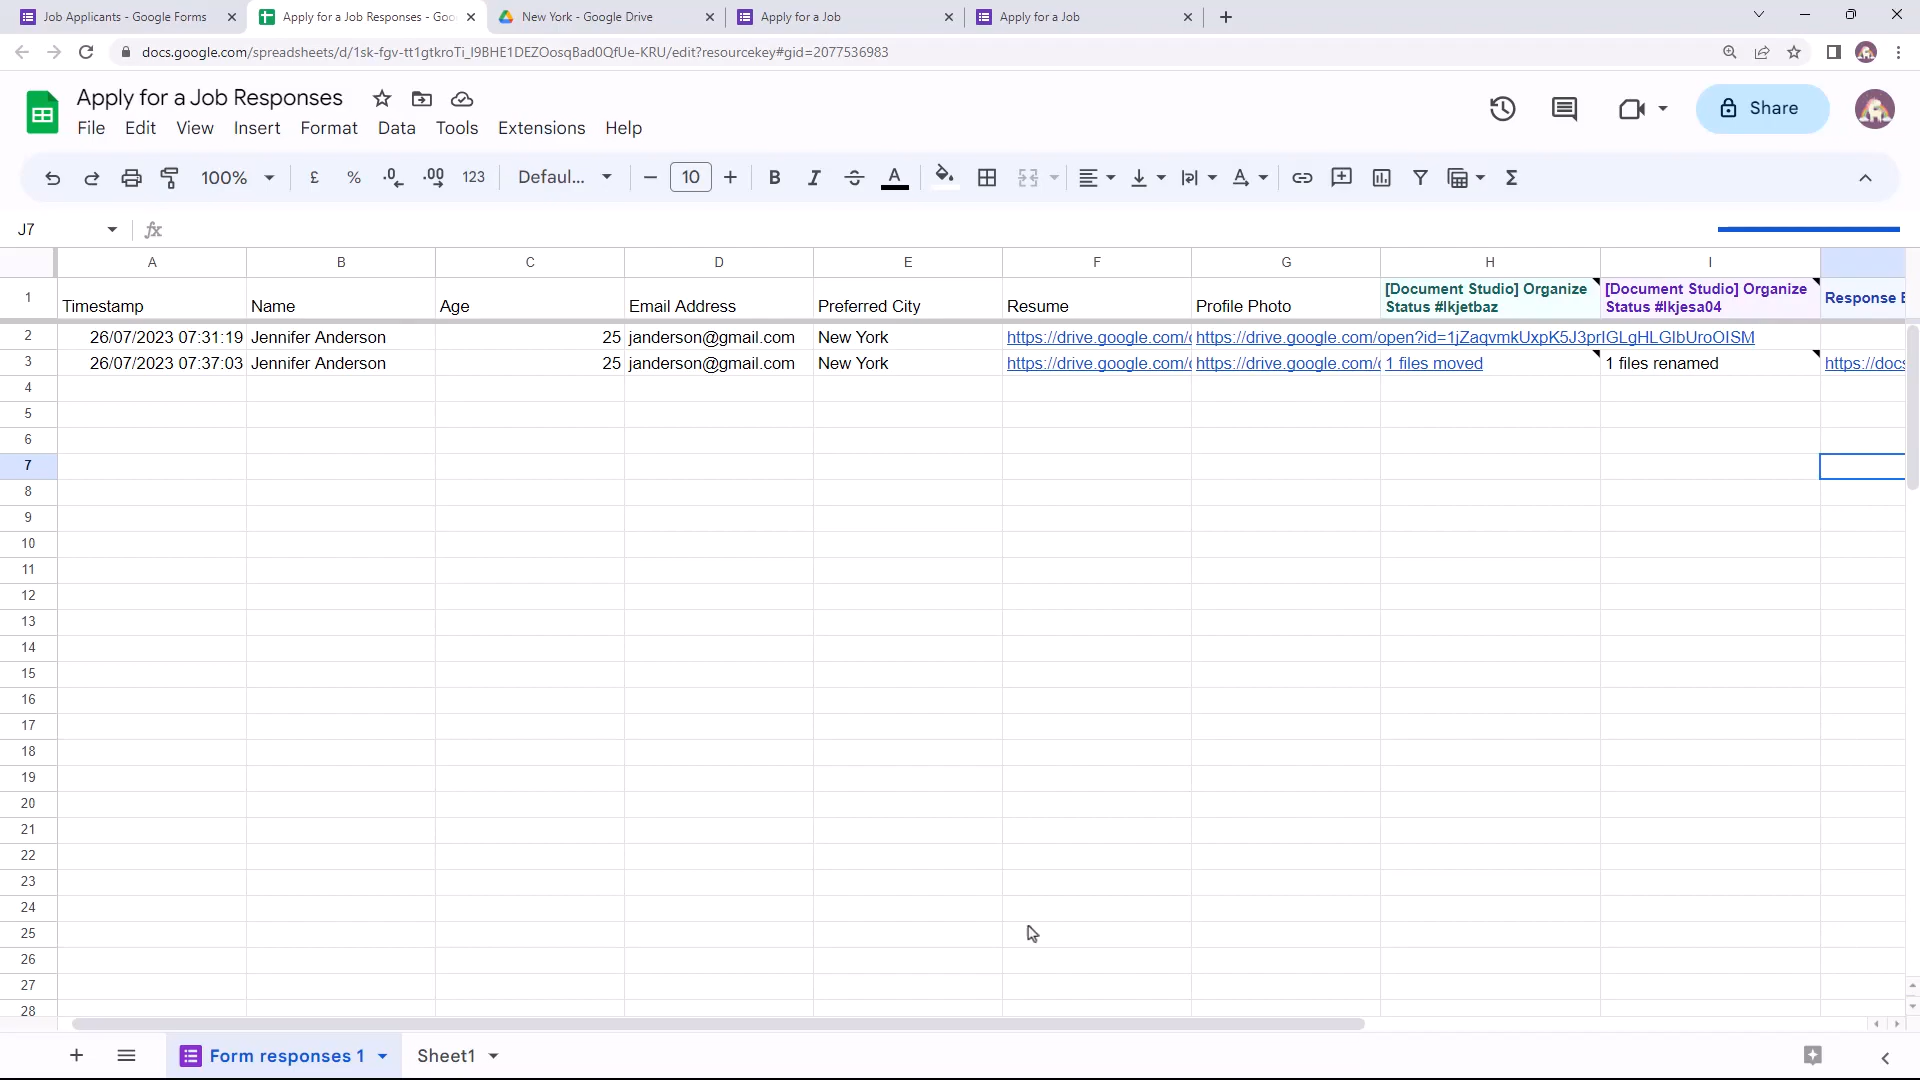 Job Applicants - Google Forms
Apply for a Job Responses - Goo
New York - Google Drive
Apply for a Job
Apply for a Job
docs.google.com/spreadsheets/d/1sk-fgv-tt1gtkroTi_I9BHE1DEZOosqBad0QfUe-KRU/edit?resourcekey#gid=2077536983
Apply for a Job Responses
Share
File Edit View Insert Format Data Tools Extensions Help
100% £ % .0 .00 123 Defaul... 10 B I A Σ
J7 fx
A B C D E F G H I
1 Timestamp Name Age Email Address Preferred City Resume Profile Photo [Document Studio] Organize Status #lkjetbaz [Document Studio] Organize Status #lkjesa04 Response E
2 26/07/2023 07:31:19 Jennifer Anderson 25 janderson@gmail.com New York https://drive.google.com/o https://drive.google.com/open?id=1jZaqvmkUxpK5J3prIGLgHLGIbUroOISM
3 26/07/2023 07:37:03 Jennifer Anderson 25 janderson@gmail.com New York https://drive.google.com/o https://drive.google.com/o 1 files moved 1 files renamed https://docs
4
5
6
7
8
9
10
11
12
13
14
15
16
17
18
19
20
21
22
23
24
25
26
27
28
Form responses 1 Sheet1